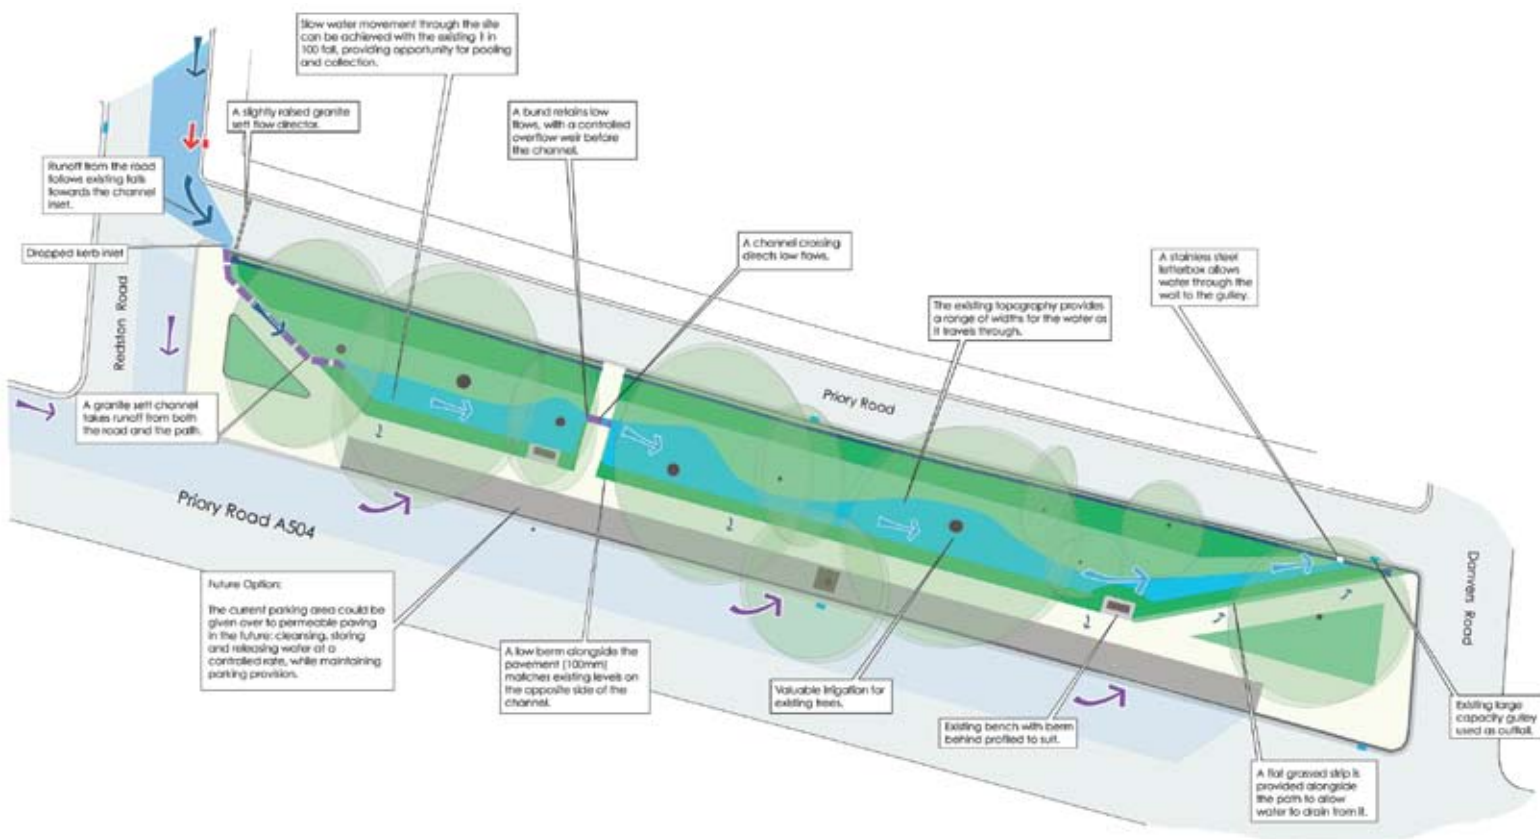 Slow water movement through the site
can be achieved with the existing 1 in
100 fall, providing opportunity for pooling
and collection.
A slightly raised granite
sett flow director.
A bund retains low
flows, with a controlled
overflow weir before
the channel.
Runoff from the road
follows existing falls
towards the channel
inlet.
Dropped kerb inlet
A channel crossing
directs low flows.
A stainless steel
letterbox allows
water through the
wall to the gulley.
The existing topography provides
a range of widths for the water as
it travels through.
Redston Road
Priory Road
A granite sett channel
takes runoff from both
the road and the path.
Priory Road A504
Danvers Road
Future Option:
The current parking area could be
given over to permeable paving
in the future: cleansing, storing
and releasing water at a
controlled rate, while maintaining
parking provision.
A low berm alongside the
pavement (100mm)
matches existing levels on
the opposite side of the
channel.
Valuable irrigation for
existing trees.
Existing bench with berm
behind profiled to suit.
Existing large
capacity gulley
used as outfall.
A flat grassed strip is
provided alongside
the path to allow
water to drain from it.